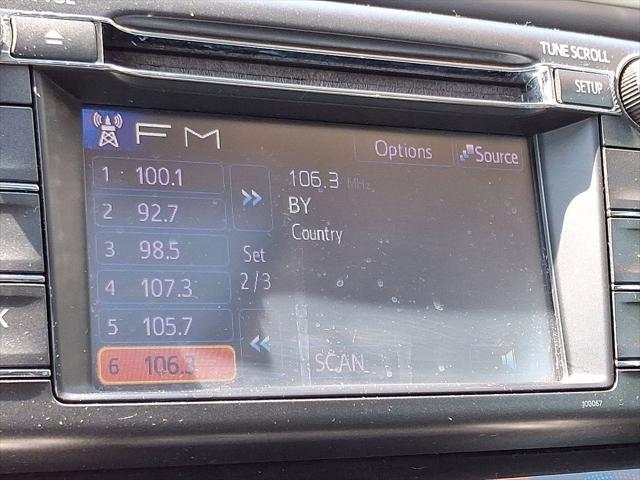 TUNE SCROLL
SETUP
FM
Options
Source
1 100.1
2 92.7
3 98.5
4 107.3
5 105.7
6 106.3
Set
2/3
106.3 MHz
BY
Country
SCAN
100067